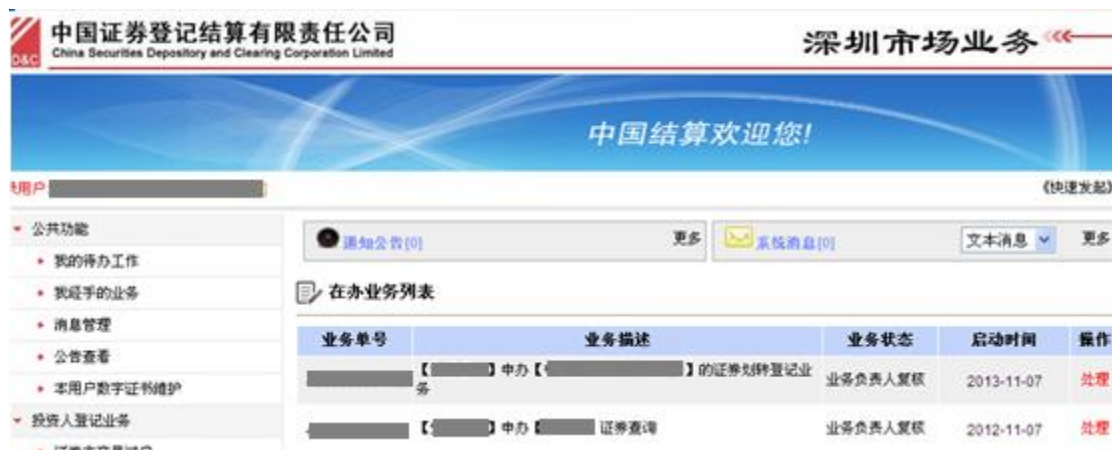 中国证券登记结算有限责任公司
China Securities Depository and Clearing Corporation Limited
D&C
深圳市场业务
中国结算欢迎您!
用户
《快速发起》
公共功能
我的待办工作
我经手的业务
消息管理
公告查看
本用户数字证书维护
投资人登记业务
通知公告[0] 更多
系统消息[0] 文本消息 更多
在办业务列表
业务单号 业务描述 业务状态 启动时间 操作
【 】申办【 】的证券划转登记业务 业务负责人复核 2013-11-07 处理
【 】申办【 证券查询 业务负责人复核 2012-11-07 处理